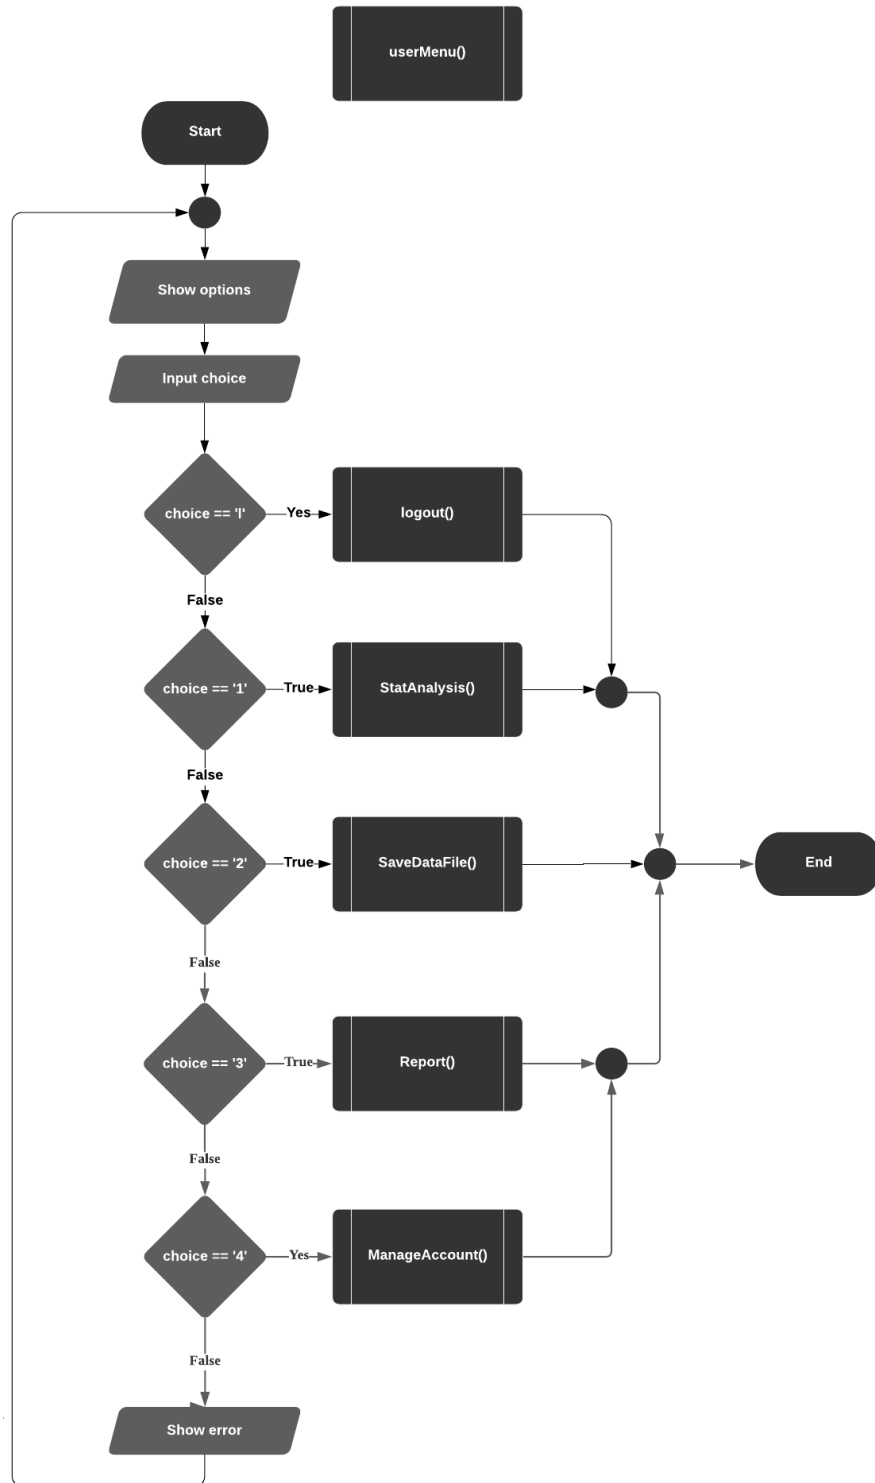 userMenu()
Start
Show options
Input choice
choice == 'l'
Yes
logout()
False
choice == '1'
True
StatAnalysis()
False
choice == '2'
True
SaveDataFile()
End
False
choice == '3'
True
Report()
False
choice == '4'
Yes
ManageAccount()
False
Show error